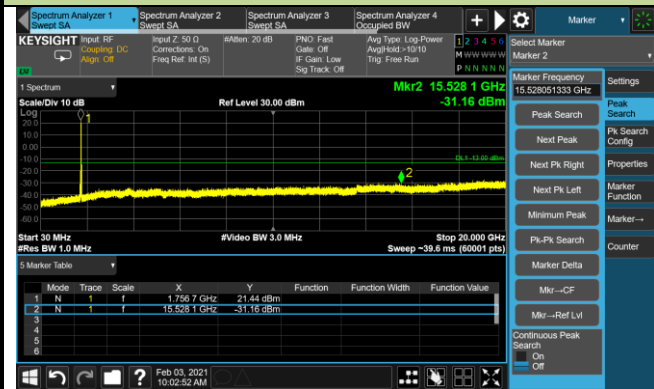 Spectrum Analyzer 1
Swept SA
Spectrum Analyzer 2
Swept SA
Spectrum Analyzer 3
Swept SA
Spectrum Analyzer 4
Occupied BW
+
Marker
KEYSIGHT
Input: RF
Coupling: DC
Align: Off
Input Z: 50 Ω
Corrections: On
Freq Ref: Int (S)
#Atten: 20 dB
PNO: Fast
Gate: Off
IF Gain: Low
Sig Track: Off
Avg Type: Log-Power
Avg|Hold:>10/10
Trig: Free Run
1 2 3 4 5 6
M W W W W W
P N N N N N
LXI
Select Marker
Marker 2
1 Spectrum
Mkr2 15.528 1 GHz
-31.16 dBm
Scale/Div 10 dB
Ref Level 30.00 dBm
Log
20.0
10.0
0.00
-10.0
-20.0
-30.0
-40.0
-50.0
-60.0
1
DL1 -13.00 dBm
2
Start 30 MHz
#Res BW 1.0 MHz
#Video BW 3.0 MHz
Stop 20.000 GHz
Sweep ~39.6 ms (60001 pts)
5 Marker Table
Mode Trace Scale X Y Function Function Width Function Value
1 N 1 f 1.756 7 GHz 21.44 dBm
2 N 1 f 15.528 1 GHz -31.16 dBm
3
4
5
6
Marker Frequency
15.528051333 GHz
Peak Search
Next Peak
Next Pk Right
Next Pk Left
Minimum Peak
Pk-Pk Search
Marker Delta
Mkr→CF
Mkr→Ref Lvl
Continuous Peak
Search
On
Off
Settings
Peak
Search
Pk Search
Config
Properties
Marker
Function
Marker→
Counter
?
Feb 03, 2021
10:02:52 AM